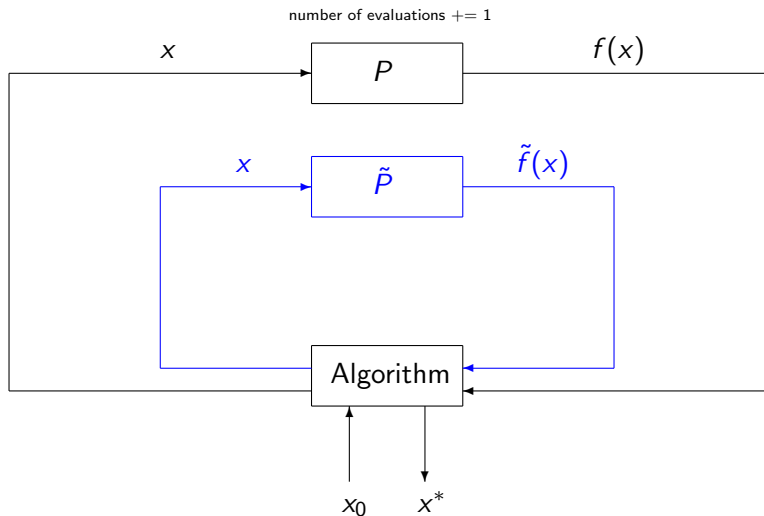 number of evaluations += 1
x
P
f(x)
x
P̃
f̃(x)
Algorithm
x₀
x*